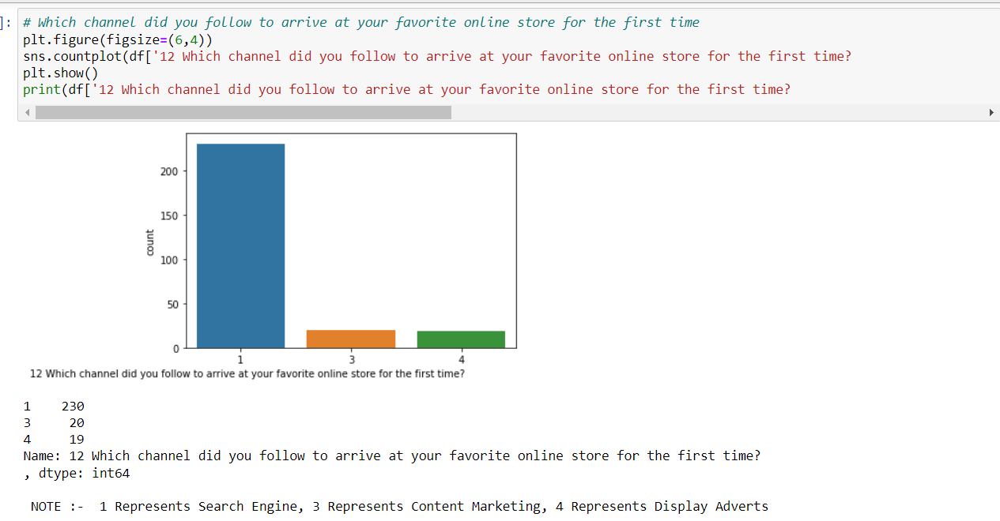 ]:
# Which channel did you follow to arrive at your favorite online store for the first time
plt.figure(figsize=(6,4))
sns.countplot(df['12 Which channel did you follow to arrive at your favorite online store for the first time?
plt.show()
print(df['12 Which channel did you follow to arrive at your favorite online store for the first time?
200
150
100
50
0
count
1 3 4
12 Which channel did you follow to arrive at your favorite online store for the first time?
1 230
3 20
4 19
Name: 12 Which channel did you follow to arrive at your favorite online store for the first time?
, dtype: int64
NOTE :- 1 Represents Search Engine, 3 Represents Content Marketing, 4 Represents Display Adverts